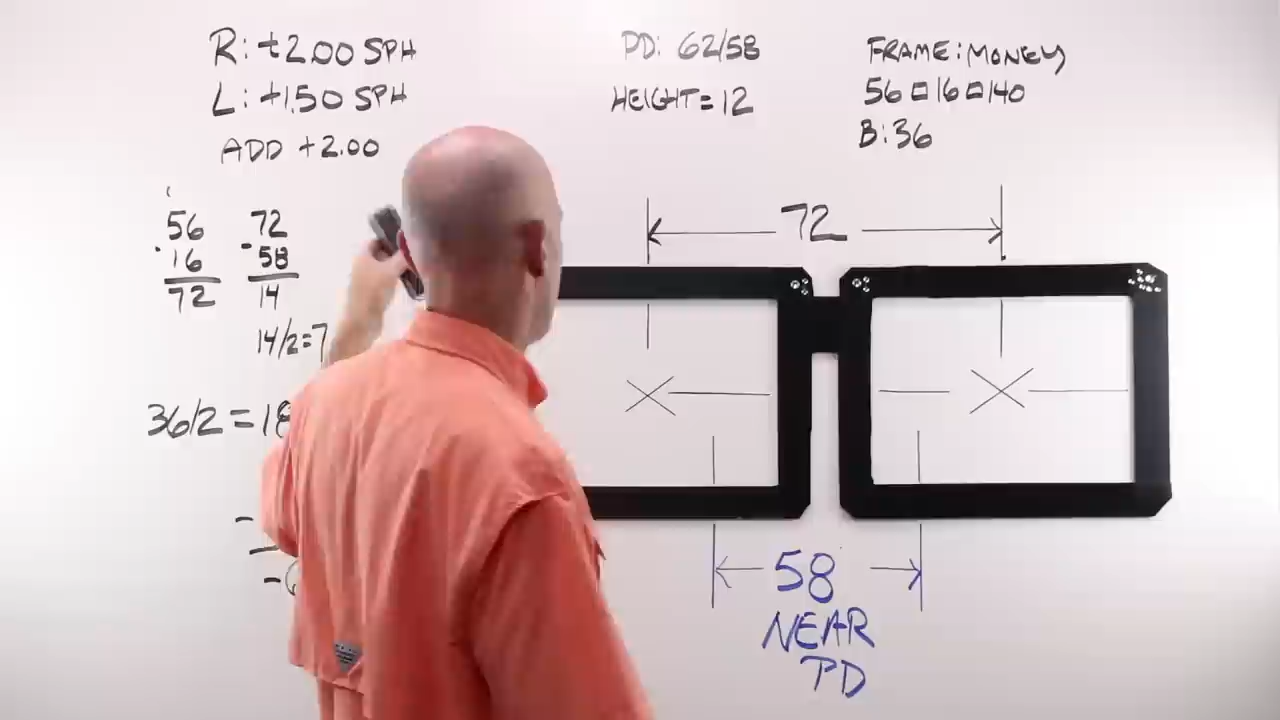 R: +2.00 SPH
L: +1.50 SPH
ADD +2.00
PD: 62/58
HEIGHT = 12
FRAME: MONEY
56□16□140
B: 36
56
16
72
72
-58
14
14/2=7
36/2=18
72
58
NEAR
PD